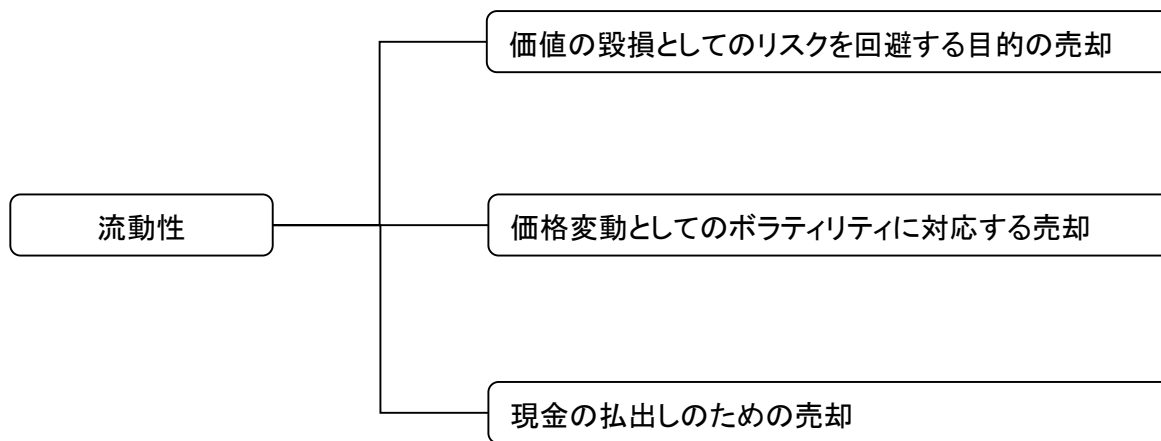 価値の毀損としてのリスクを回避する目的の売却
流動性
価格変動としてのボラティリティに対応する売却
現金の払出しのための売却